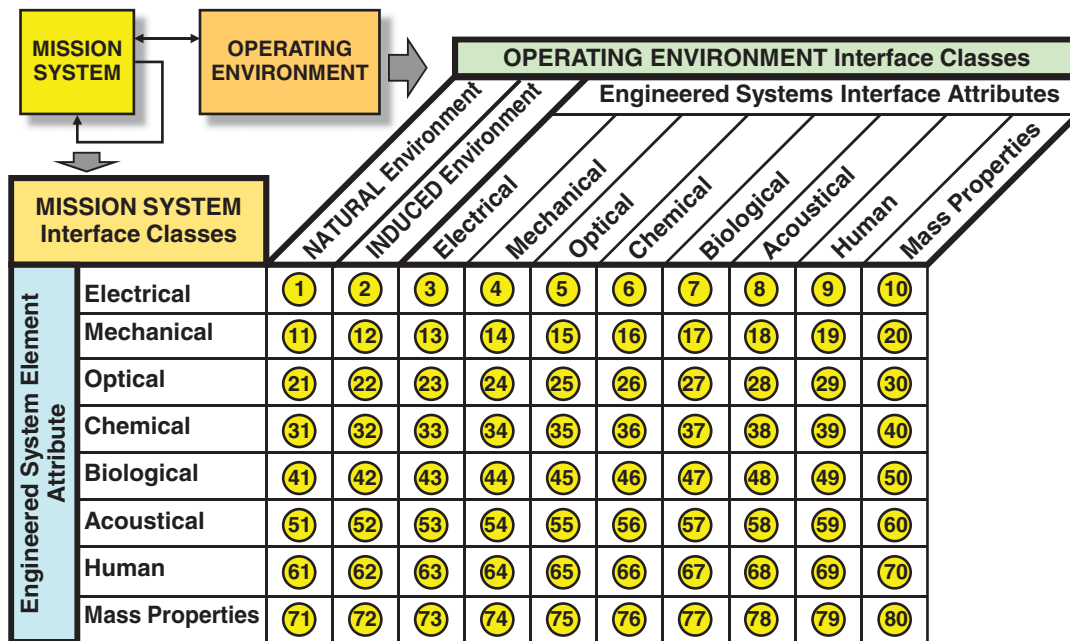 MISSION
SYSTEM
OPERATING
ENVIRONMENT
OPERATING ENVIRONMENT Interface Classes
Engineered Systems Interface Attributes
MISSION SYSTEM
Interface Classes
NATURAL Environment
INDUCED Environment
Electrical
Mechanical
Optical
Chemical
Biological
Acoustical
Human
Mass Properties
Engineered System Element
Attribute
Electrical 1 2 3 4 5 6 7 8 9 10
Mechanical 11 12 13 14 15 16 17 18 19 20
Optical 21 22 23 24 25 26 27 28 29 30
Chemical 31 32 33 34 35 36 37 38 39 40
Biological 41 42 43 44 45 46 47 48 49 50
Acoustical 51 52 53 54 55 56 57 58 59 60
Human 61 62 63 64 65 66 67 68 69 70
Mass Properties 71 72 73 74 75 76 77 78 79 80